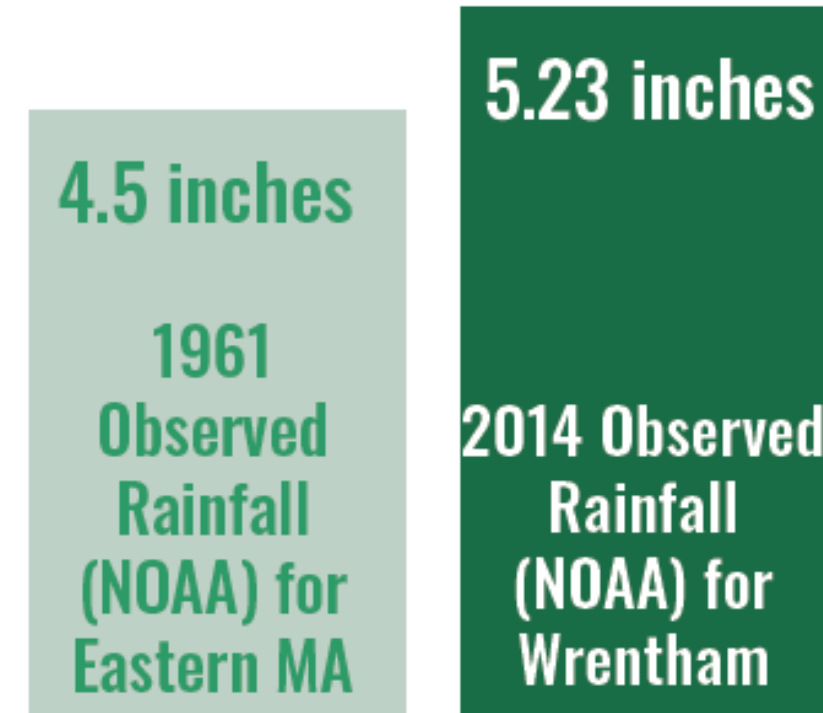 4.5 inches
1961
Observed
Rainfall
(NOAA) for
Eastern MA
5.23 inches
2014 Observed
Rainfall
(NOAA) for
Wrentham